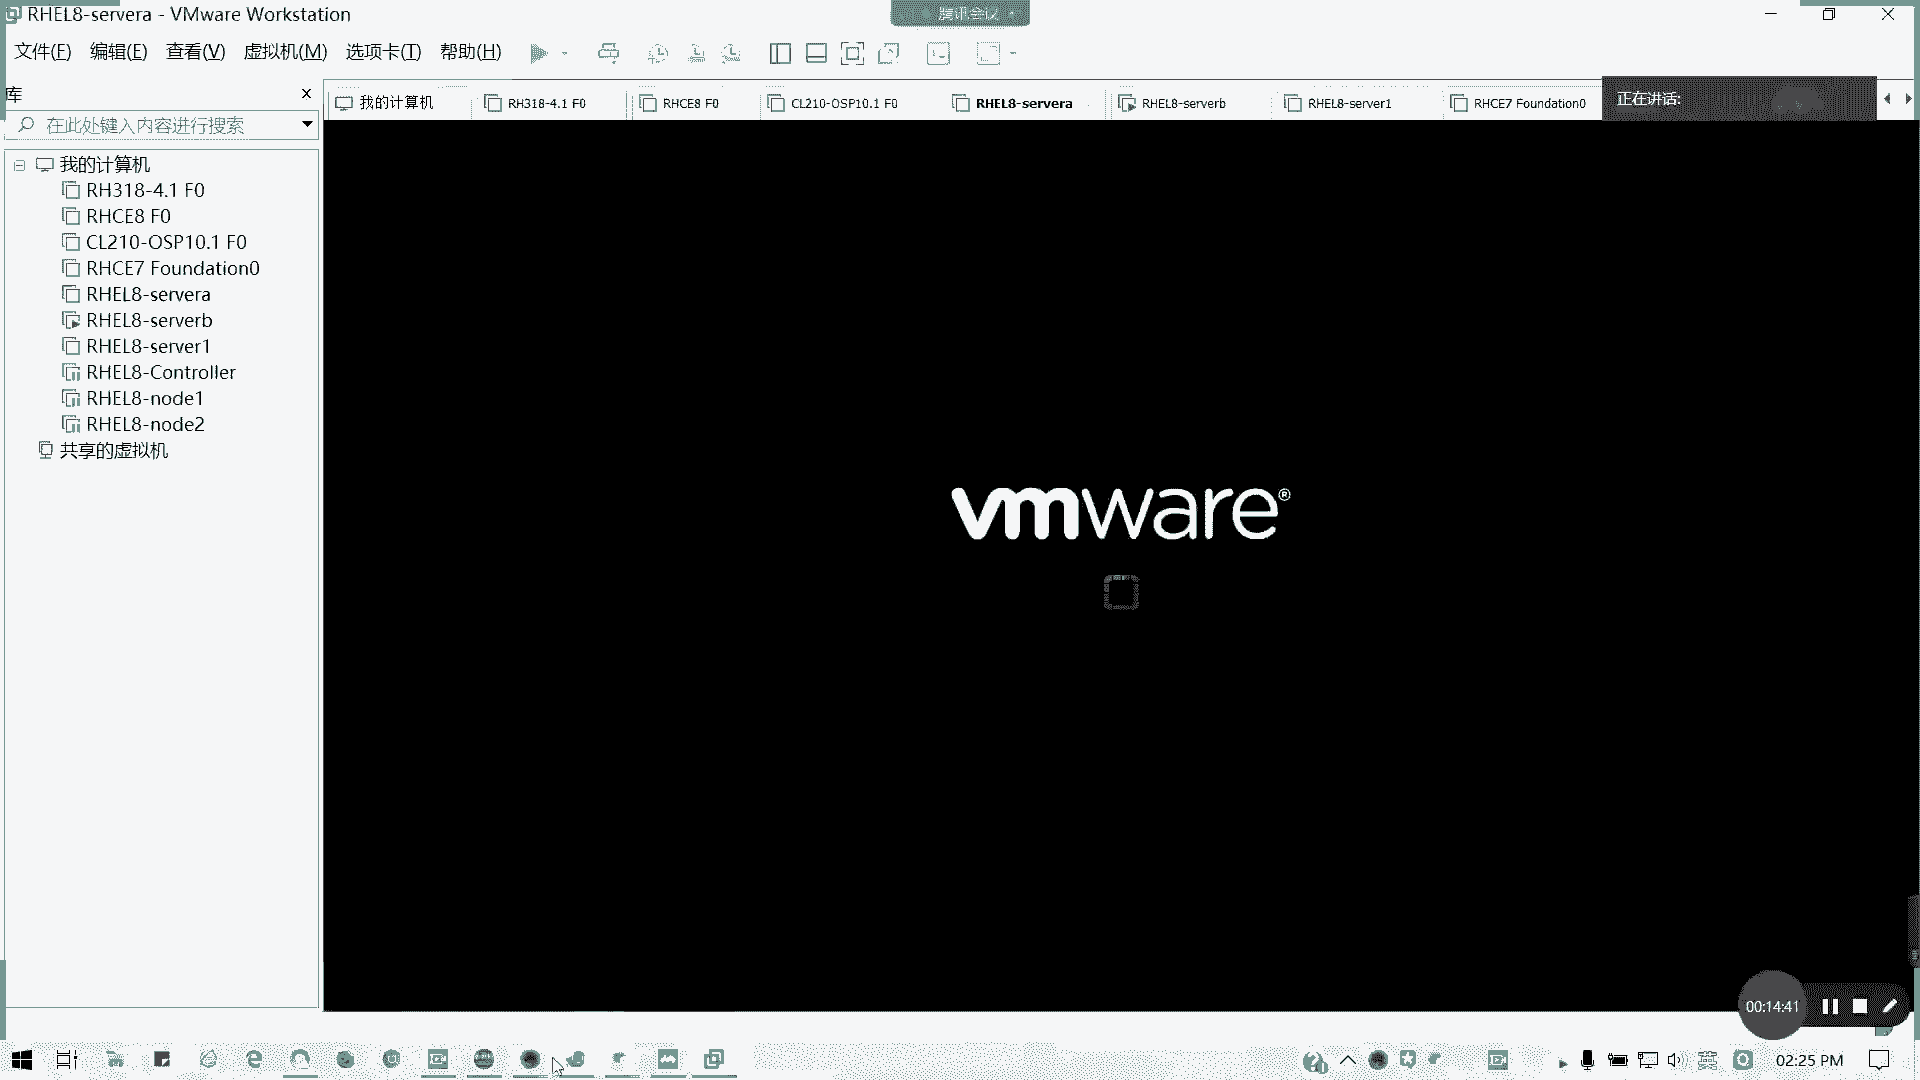 RHEL8-servera - VMware Workstation
腾讯会议
文件(F) 编辑(E) 查看(V) 虚拟机(M) 选项卡(T) 帮助(H)
库
在此处键入内容进行搜索
我的计算机
RH318-4.1 F0
RHCE8 F0
CL210-OSP10.1 F0
RHCE7 Foundation0
RHEL8-servera
RHEL8-serverb
RHEL8-server1
RHEL8-Controller
RHEL8-node1
RHEL8-node2
共享的虚拟机
我的计算机 RH318-4.1 F0 RHCE8 F0 CL210-OSP10.1 F0 RHEL8-servera RHEL8-serverb RHEL8-server1 RHCE7 Foundation0
正在讲话:
vmware®
00:14:41
英
02:25 PM